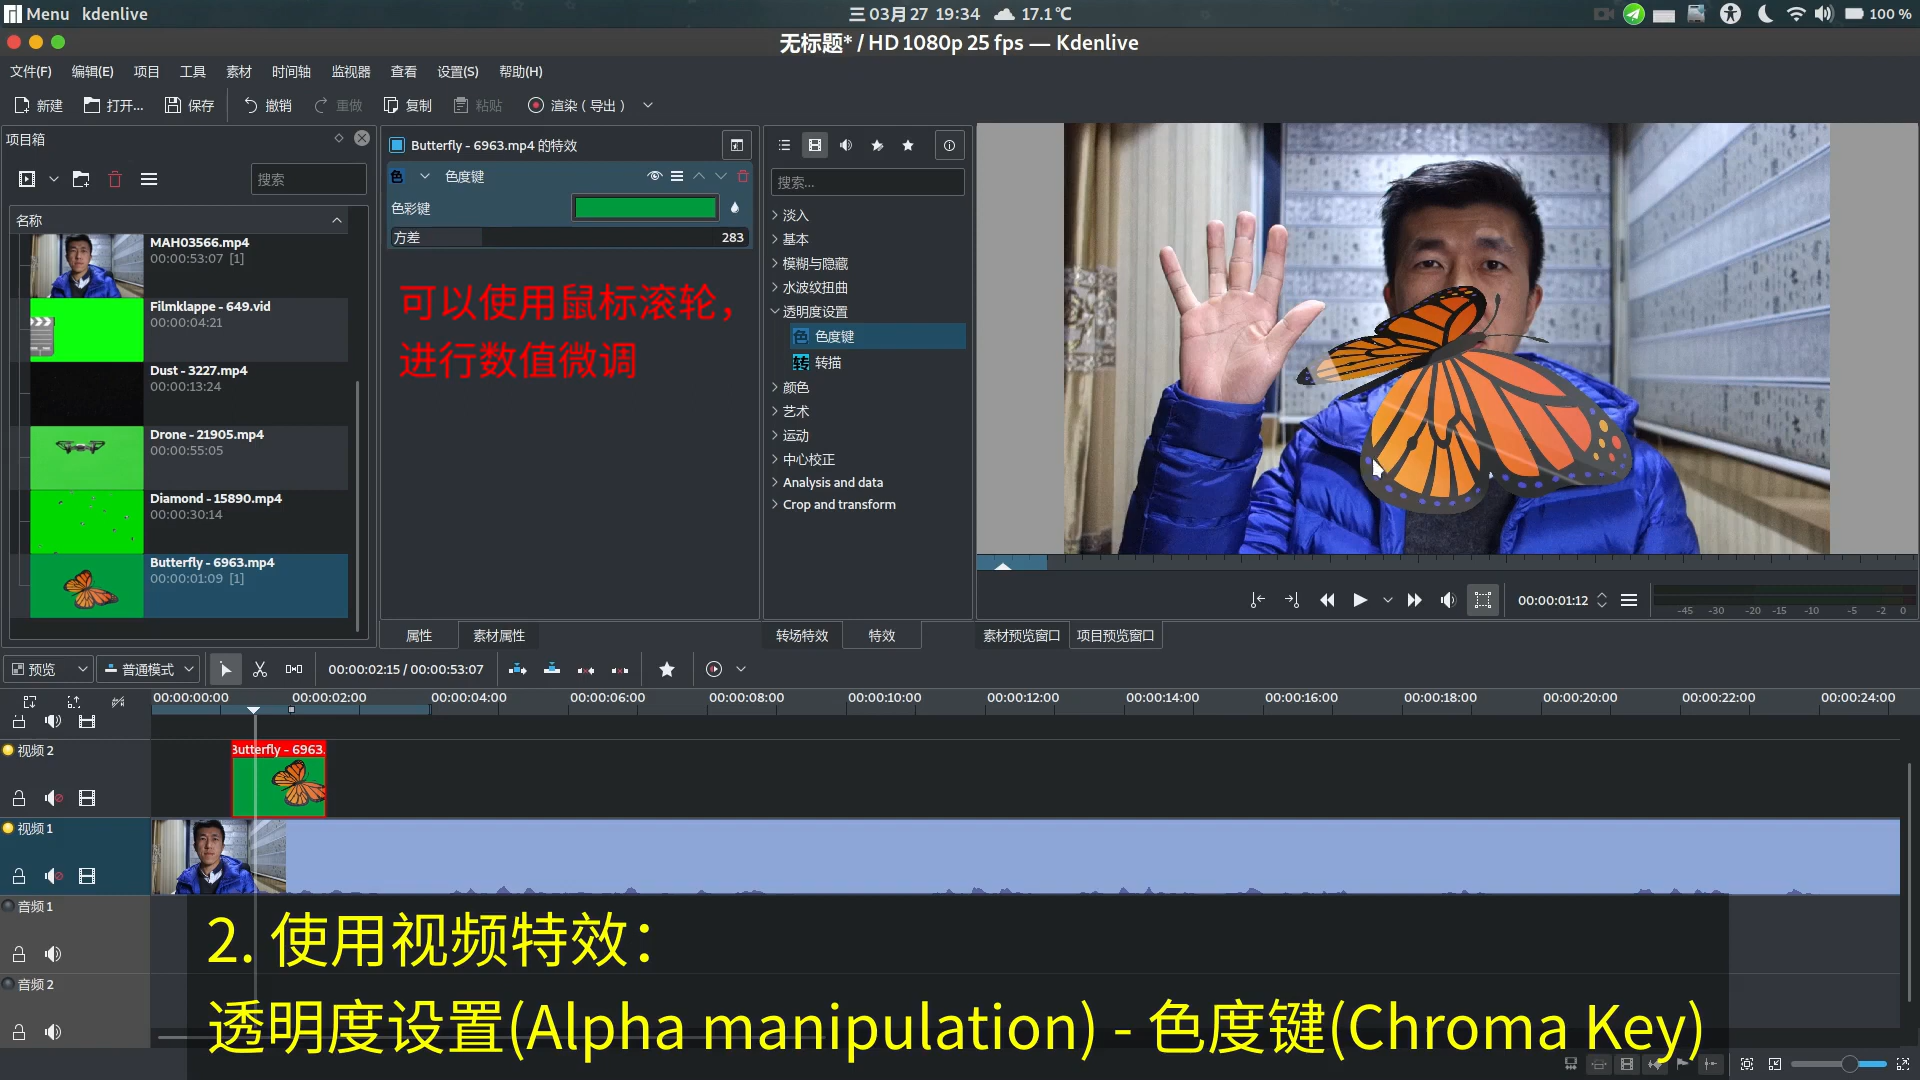 Menu kdenlive
三 03月 27 19:34 17.1℃
100 %
无标题* / HD 1080p 25 fps — Kdenlive
文件(F) 编辑(E) 项目 工具 素材 时间轴 监视器 查看 设置(S) 帮助(H)
新建 打开... 保存 撤销 重做 复制 粘贴 渲染 ( 导出 )
项目箱
搜索
名称
MAH03566.mp4
00:00:53:07 [1]
Filmklappe - 649.vid
00:00:04:21
Dust - 3227.mp4
00:00:13:24
Drone - 21905.mp4
00:00:55:05
Diamond - 15890.mp4
00:00:30:14
Butterfly - 6963.mp4
00:00:01:09 [1]
Butterfly - 6963.mp4 的特效
色 色度键
色彩键
方差 283
可以使用鼠标滚轮，
进行数值微调
属性 素材属性
搜索...
淡入
基本
模糊与隐藏
水波纹扭曲
透明度设置
色 色度键
转 转描
颜色
艺术
运动
中心校正
Analysis and data
Crop and transform
转场特效 特效
00:00:01:12
-45 -30 -20 -15 -10 -5 -2 0
素材预览窗口 项目预览窗口
预览 普通模式 00:00:02:15 / 00:00:53:07
00:00:00:00 00:00:02:00 00:00:04:00 00:00:06:00 00:00:08:00 00:00:10:00 00:00:12:00 00:00:14:00 00:00:16:00 00:00:18:00 00:00:20:00 00:00:22:00 00:00:24:00
视频 2
Butterfly - 6963.
视频 1
音频 1
音频 2
2. 使用视频特效：
透明度设置(Alpha manipulation) - 色度键(Chroma Key)